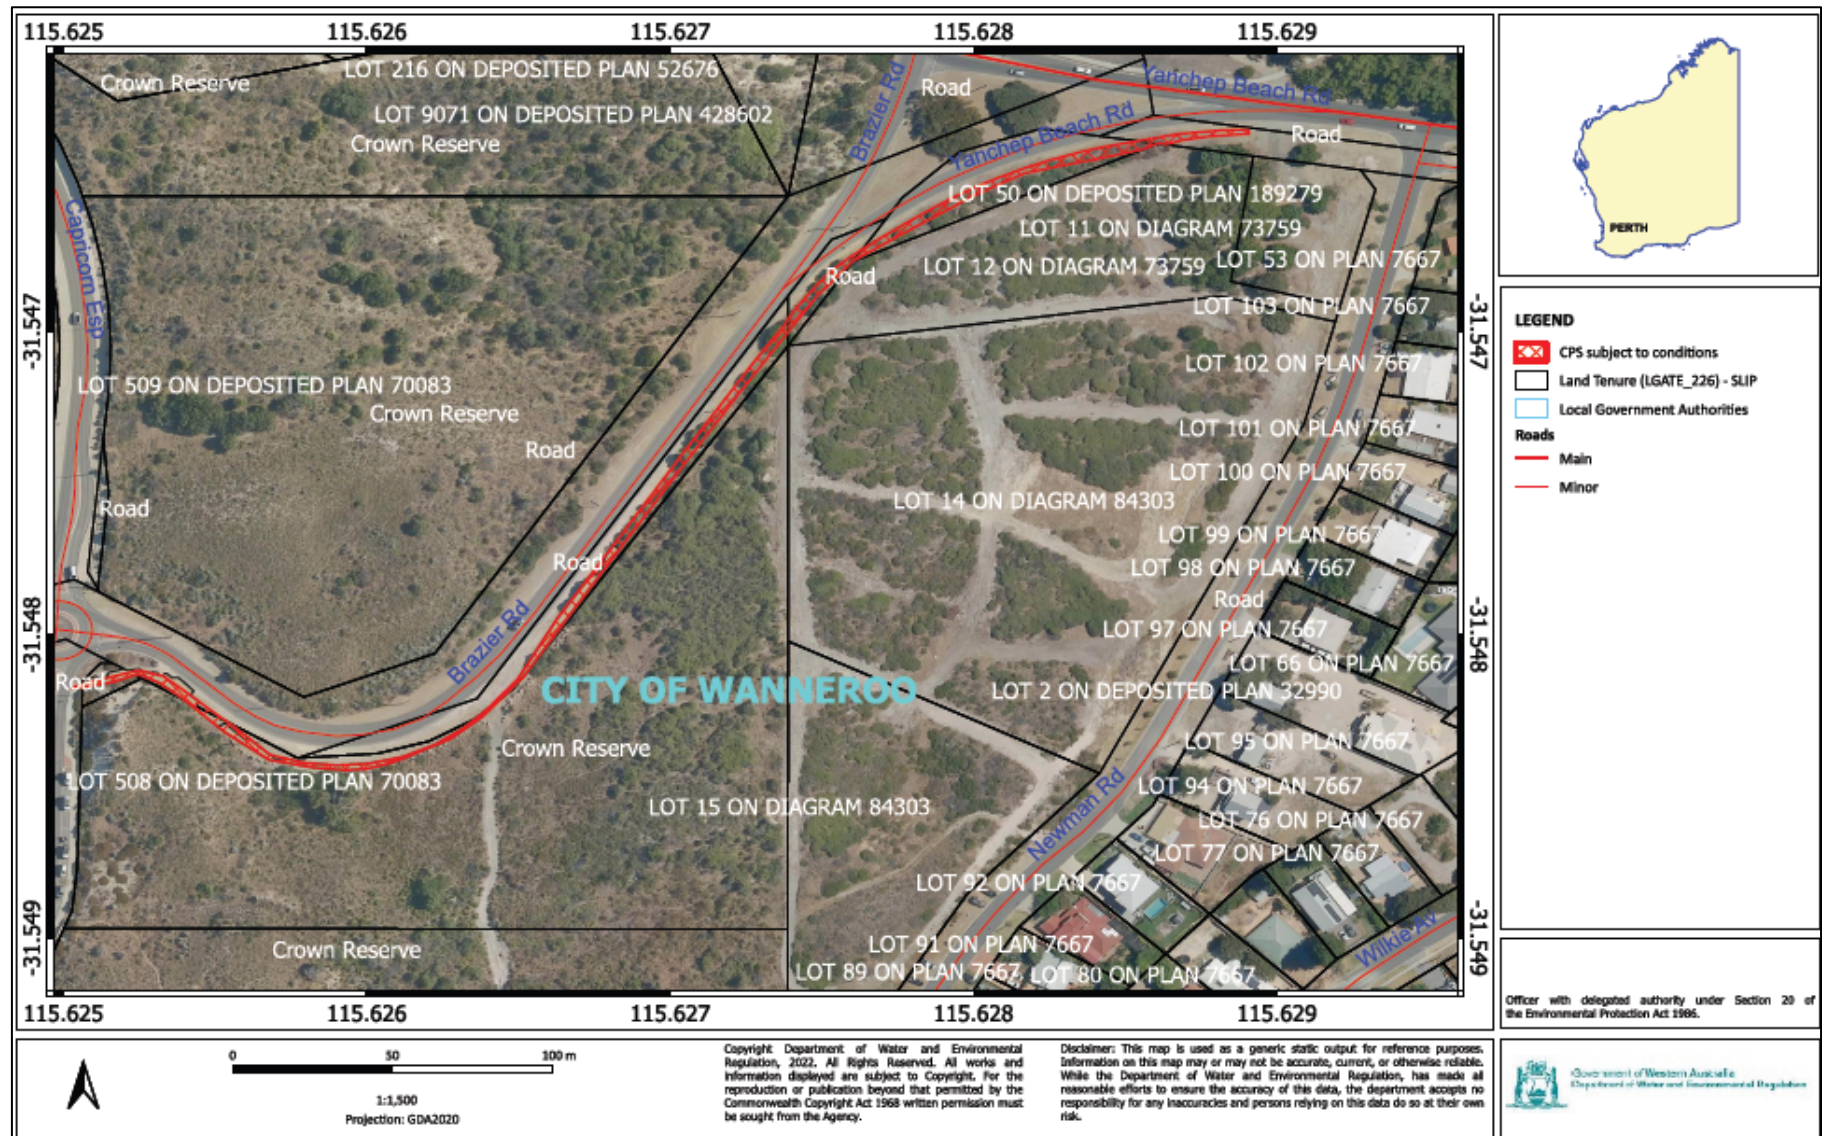 115.625
115.626
115.627
115.628
115.629
Crown Reserve
LOT 216 ON DEPOSITED PLAN 52676
LOT 9071 ON DEPOSITED PLAN 428602
Crown Reserve
Brazier Rd
Road
Yanchep Beach Rd
Yanchep Beach Rd
Road
LOT 50 ON DEPOSITED PLAN 189279
LOT 11 ON DIAGRAM 73759
LOT 12 ON DIAGRAM 73759
LOT 53 ON PLAN 7667
Road
Capricorn Esp
LOT 103 ON PLAN 7667
-31.547
-31.547
LOT 102 ON PLAN 7667
LOT 509 ON DEPOSITED PLAN 70083
Crown Reserve
LOT 101 ON PLAN 7667
Road
LOT 100 ON PLAN 7667
LOT 14 ON DIAGRAM 84303
Road
LOT 99 ON PLAN 7667
Road
LOT 98 ON PLAN 7667
Road
-31.548
-31.548
LOT 97 ON PLAN 7667
Brazier Rd
LOT 66 ON PLAN 7667
Road
CITY OF WANNEROO
LOT 2 ON DEPOSITED PLAN 32990
Crown Reserve
LOT 95 ON PLAN 7667
LOT 508 ON DEPOSITED PLAN 70083
LOT 94 ON PLAN 7667
LOT 15 ON DIAGRAM 84303
Newman Rd
LOT 76 ON PLAN 7667
LOT 77 ON PLAN 7667
LOT 92 ON PLAN 7667
-31.549
-31.549
Crown Reserve
LOT 91 ON PLAN 7667
Wilkie Av
LOT 89 ON PLAN 7667
LOT 80 ON PLAN 7667
115.625
115.626
115.627
115.628
115.629
PERTH
LEGEND
CPS subject to conditions
Land Tenure (LGATE_226) - SLIP
Local Government Authorities
Roads
Main
Minor
Officer with delegated authority under Section 20 of
the Environmental Protection Act 1986.
0
50
100 m
1:1,500
Projection: GDA2020
Copyright Department of Water and Environmental
Regulation, 2022. All Rights Reserved. All works and
information displayed are subject to Copyright. For the
reproduction or publication beyond that permitted by the
Commonwealth Copyright Act 1968 written permission must
be sought from the Agency.
Disclaimer: This map is used as a generic static output for reference purposes.
Information on this map may or may not be accurate, current, or otherwise reliable.
While the Department of Water and Environmental Regulation, has made all
reasonable efforts to ensure the accuracy of this data, the department accepts no
responsibility for any inaccuracies and persons relying on this data do so at their own
risk.
Government of Western Australia
Department of Water and Environmental Regulation